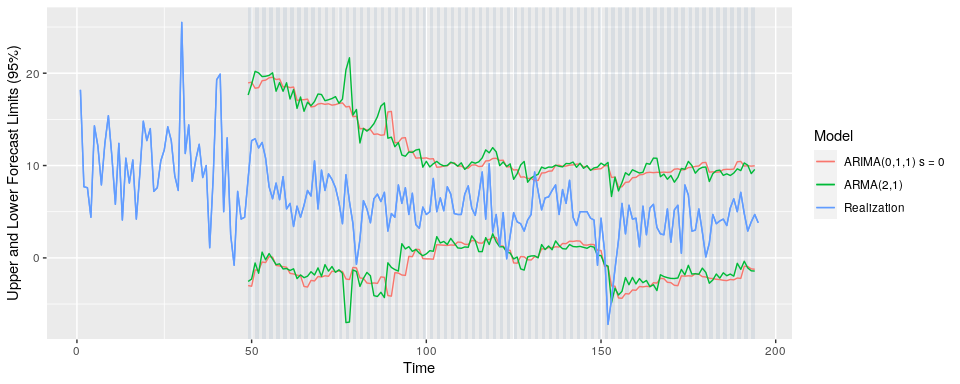 Upper and Lower Forecast Limits (95%)
20
10
0
0
50
100
150
200
Time
Model
ARIMA(0,1,1) s = 0
ARMA(2,1)
Realization